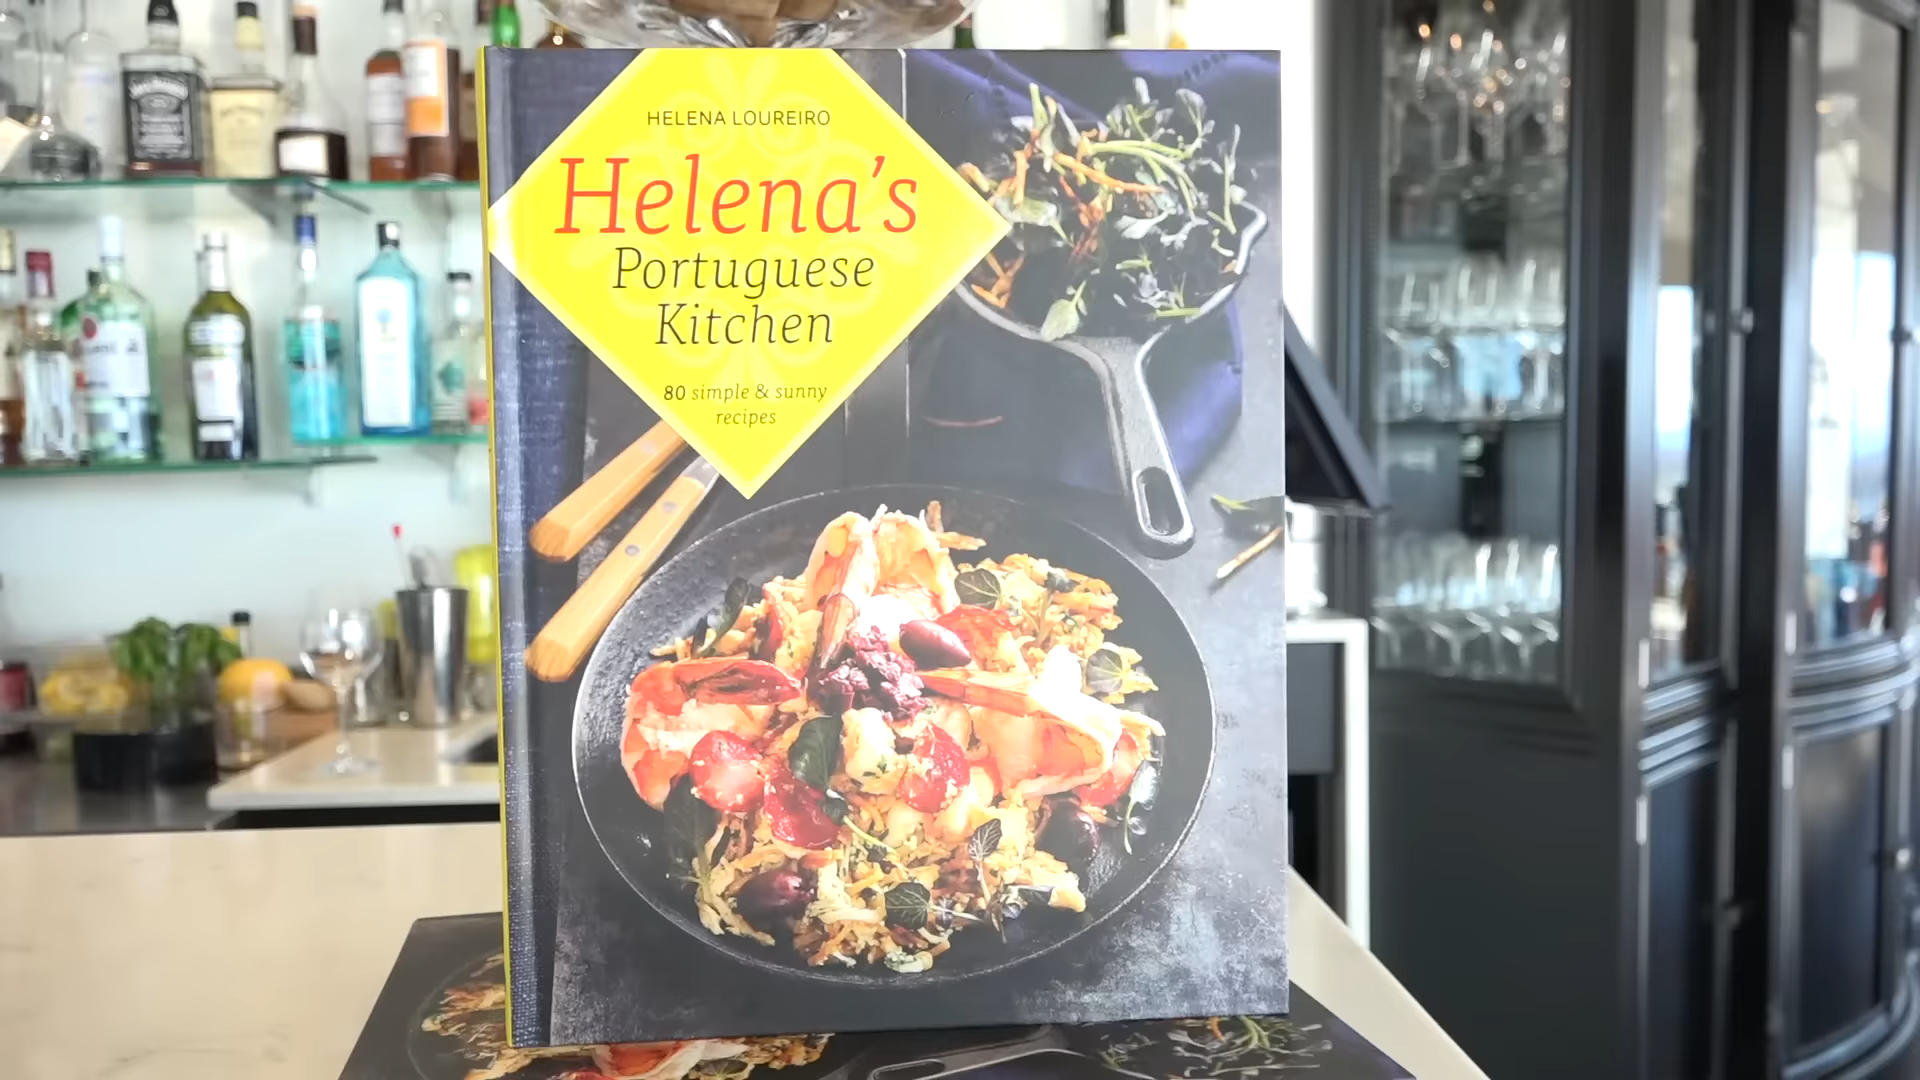 HELENA LOUREIRO
Helena's
Portuguese
Kitchen
80 simple & sunny
recipes